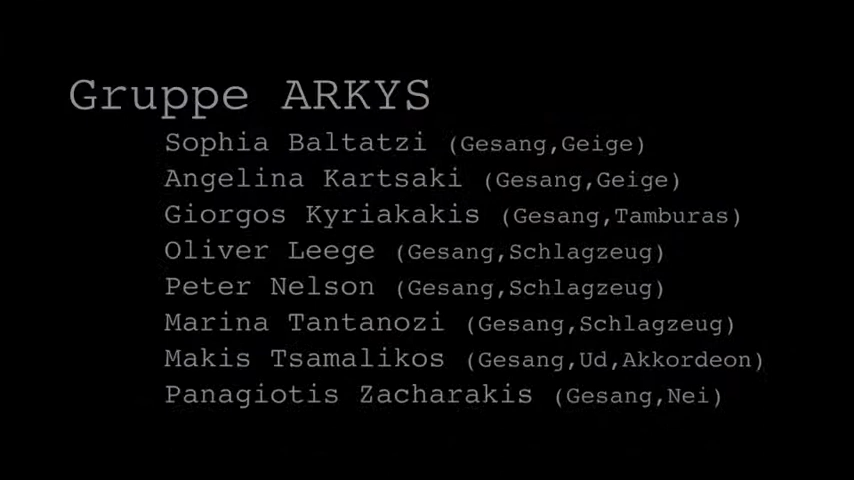 Gruppe ARKYS
Sophia Baltatzi (Gesang,Geige)
Angelina Kartsaki (Gesang,Geige)
Giorgos Kyriakakis (Gesang,Tamburas)
Oliver Leege (Gesang,Schlagzeug)
Peter Nelson (Gesang,Schlagzeug)
Marina Tantanozi (Gesang,Schlagzeug)
Makis Tsamalikos (Gesang,Ud,Akkordeon)
Panagiotis Zacharakis (Gesang,Nei)